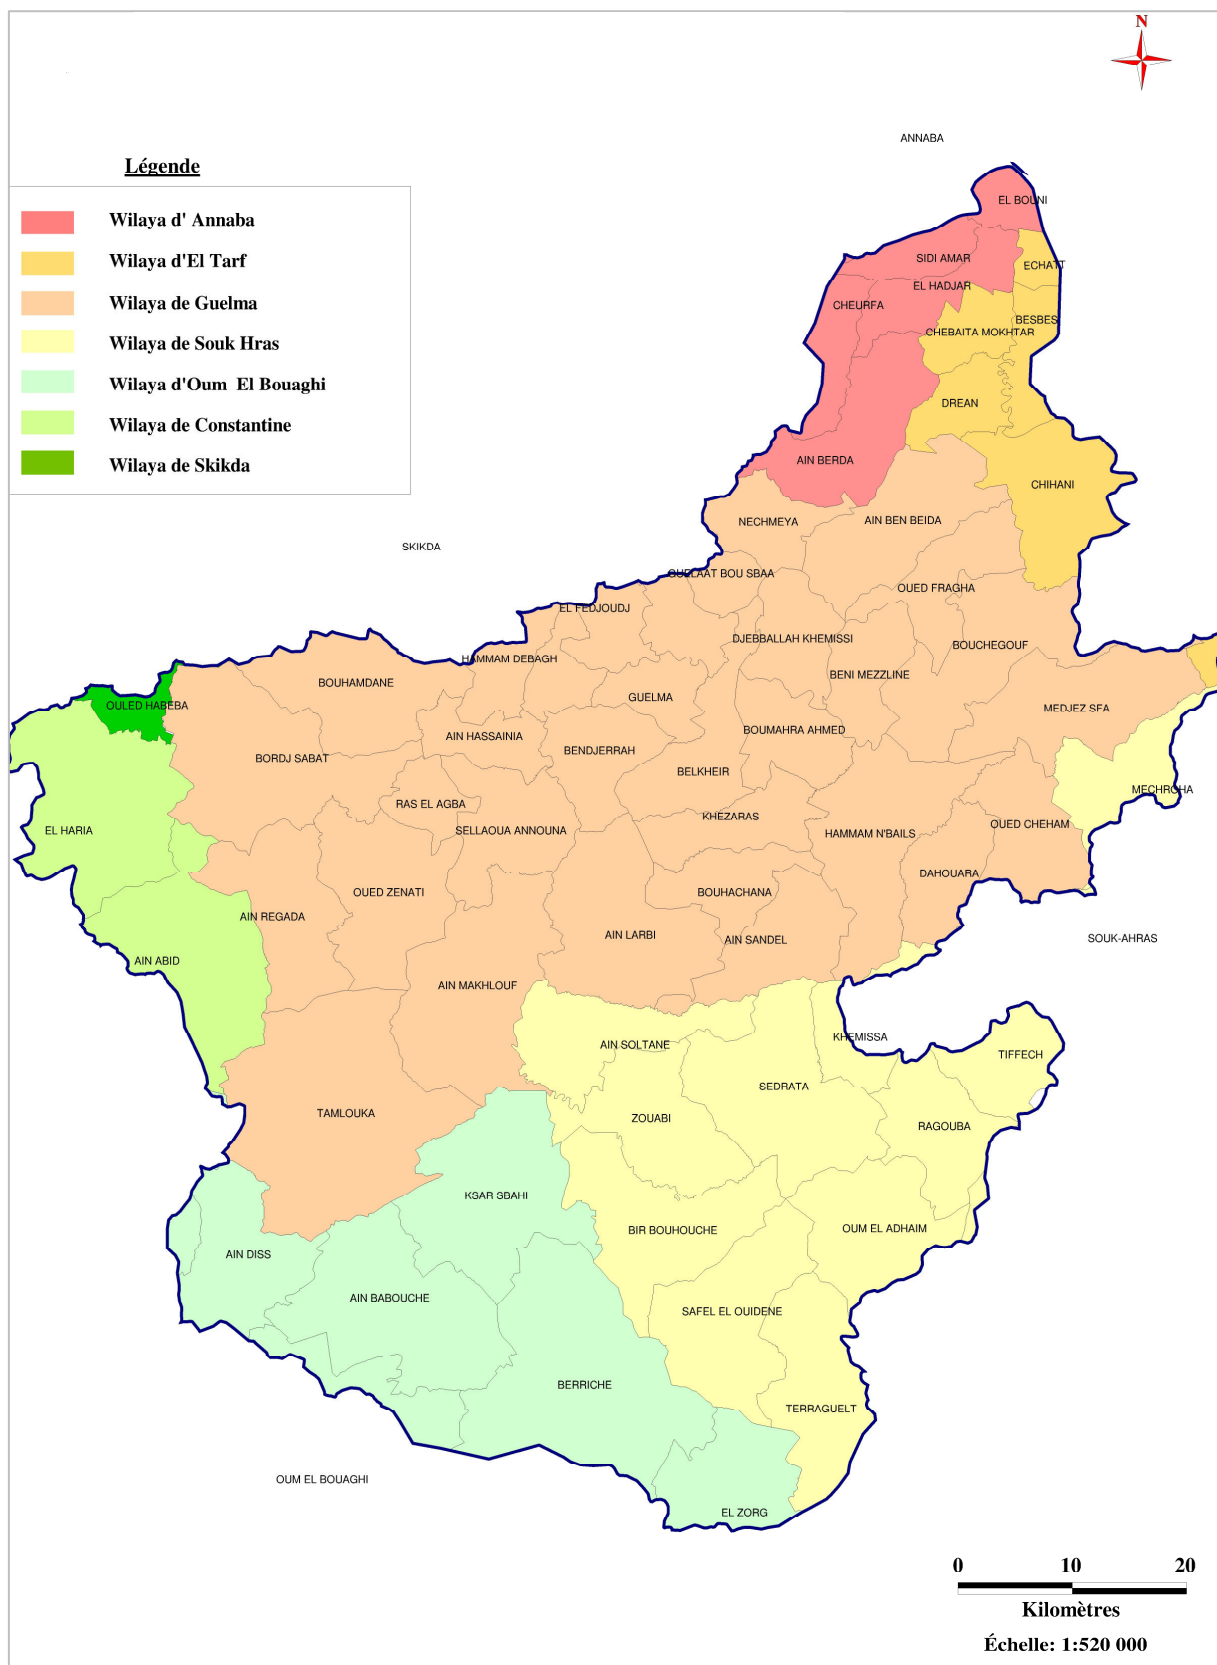 N
ANNABA
Légende
EL BOUNI
Wilaya d' Annaba
Wilaya d'El Tarf
SIDI AMAR
ECHATT
EL HADJAR
Wilaya de Guelma
CHEURFA
BESBES
CHEBAITA MOKHTAR
Wilaya de Souk Hras
Wilaya d'Oum El Bouaghi
DREAN
Wilaya de Constantine
AIN BERDA
Wilaya de Skikda
CHIHANI
NECHMEYA
AIN BEN BEIDA
SKIKDA
GUELAAT BOU SBAA
OUED FRAGHA
EL FEDJOUDJ
DJEBBALLAH KHEMISSI
BOUCHEGOUF
HAMMAM DEBAGH
BENI MEZZLINE
BOUHAMDANE
GUELMA
OULED HABEBA
MEDJEZ SFA
BOUMAHRA AHMED
AIN HASSAINIA
BENDJERRAH
BORDJ SABAT
BELKHEIR
MECHROHA
RAS EL AGBA
KHEZARAS
OUED CHEHAM
EL HARIA
SELLAOUA ANNOUNA
HAMMAM N'BAILS
DAHOUARA
OUED ZENATI
BOUHACHANA
AIN REGADA
AIN LARBI
AIN SANDEL
SOUK-AHRAS
AIN ABID
AIN MAKHLOUF
KHEMISSA
AIN SOLTANE
TIFFECH
SEDRATA
TAMLOUKA
ZOUABI
RAGOUBA
KSAR SBAHI
BIR BOUHOUCHE
OUM EL ADHAIM
AIN DISS
AIN BABOUCHE
SAFEL EL OUIDENE
BERRICHE
TERRAGUELT
OUM EL BOUAGHI
EL ZORG
0 10 20
Kilomètres
Échelle: 1:520 000